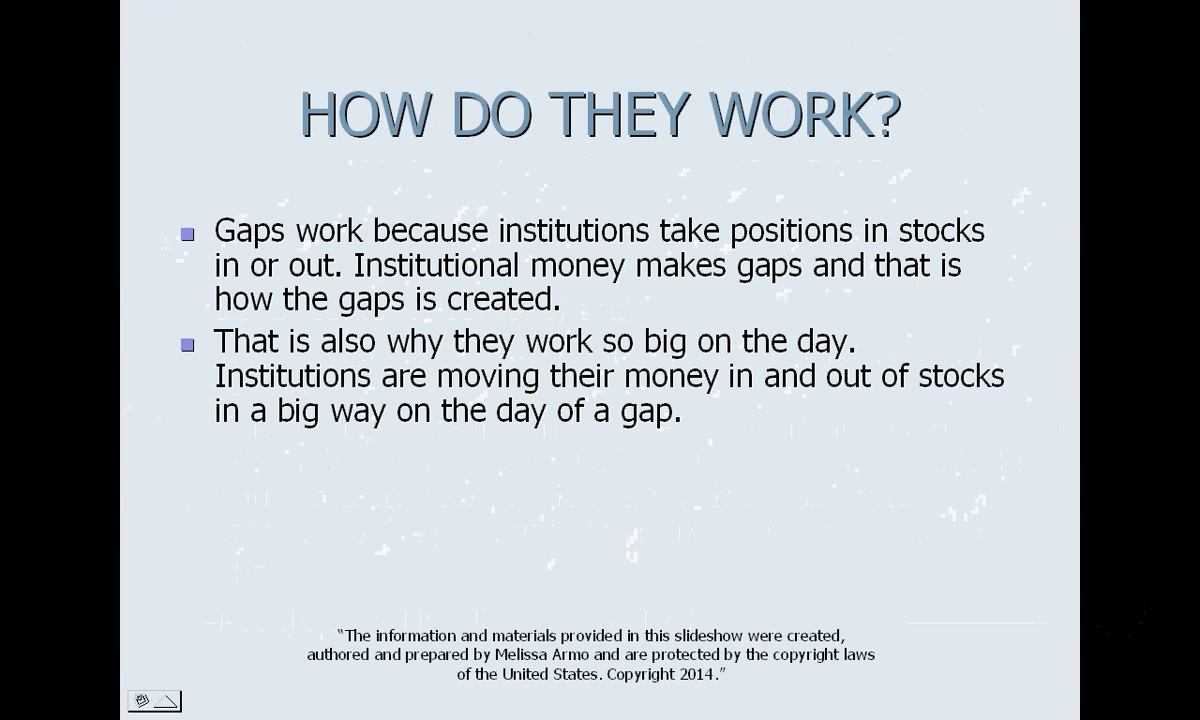 HOW DO THEY WORK?
Gaps work because institutions take positions in stocks
in or out. Institutional money makes gaps and that is
how the gaps is created.
That is also why they work so big on the day.
Institutions are moving their money in and out of stocks
in a big way on the day of a gap.
“The information and materials provided in this slideshow were created,
authored and prepared by Melissa Armo and are protected by the copyright laws
of the United States. Copyright 2014.”